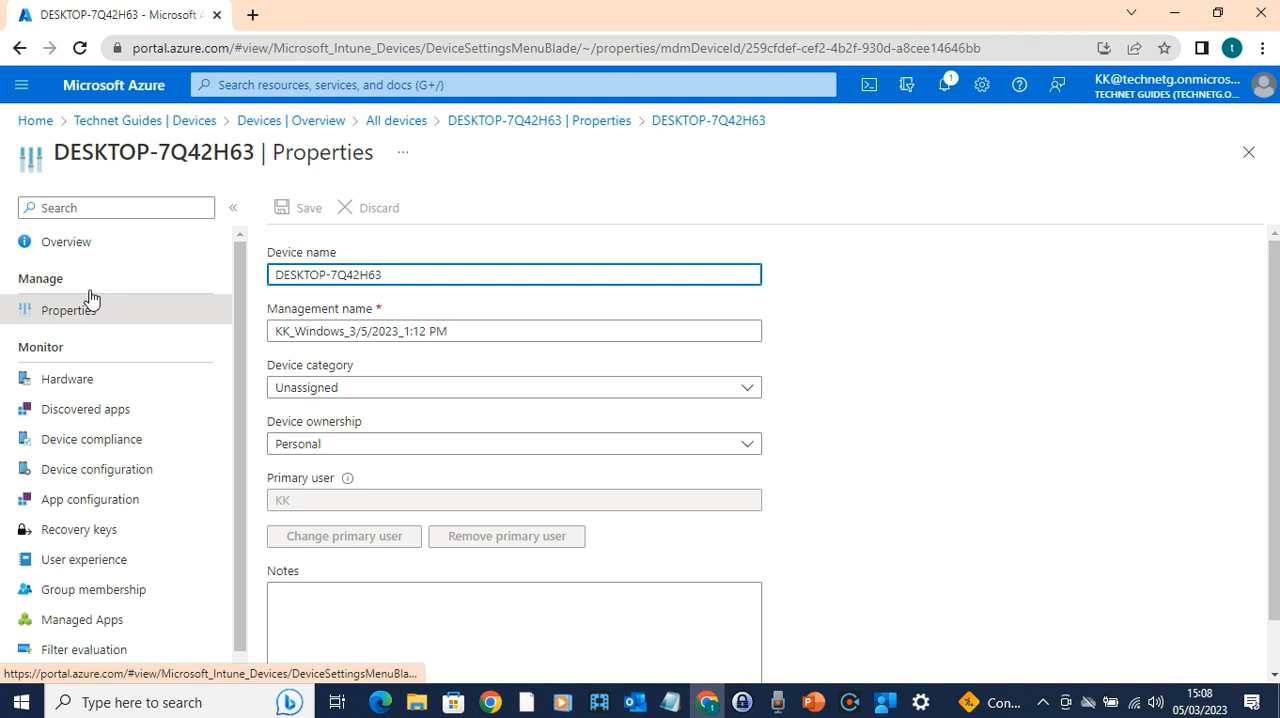 DESKTOP-7Q42H63 - Microsoft A
portal.azure.com/#view/Microsoft_Intune_Devices/DeviceSettingsMenuBlade/~/properties/mdmDeviceId/259cfdef-cef2-4b2f-930d-a8cee14646bb
t
Microsoft Azure
Search resources, services, and docs (G+/)
1
KK@technetg.onmicros...
TECHNET GUIDES (TECHNETG.O...
Home > Technet Guides | Devices > Devices | Overview > All devices > DESKTOP-7Q42H63 | Properties > DESKTOP-7Q42H63
DESKTOP-7Q42H63 | Properties ...
Search
«
Save
Discard
Overview
Manage
Properties
Monitor
Hardware
Discovered apps
Device compliance
Device configuration
App configuration
Recovery keys
User experience
Group membership
Managed Apps
Filter evaluation
Device name
DESKTOP-7Q42H63
Management name *
KK_Windows_3/5/2023_1:12 PM
Device category
Unassigned
Device ownership
Personal
Primary user
KK
Change primary user
Remove primary user
Notes
https://portal.azure.com/#view/Microsoft_Intune_Devices/DeviceSettingsMenuBla...
Type here to search
Con...
15:08
05/03/2023